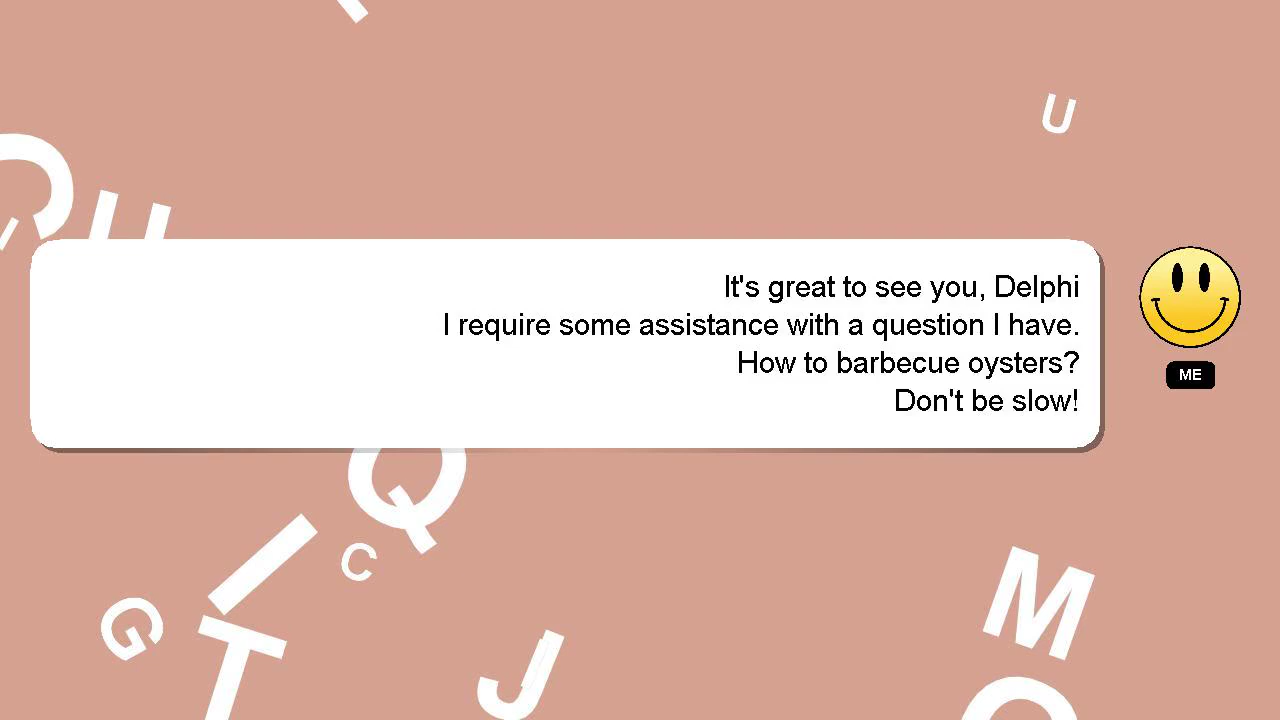 U
It's great to see you, Delphi
I require some assistance with a question I have.
How to barbecue oysters?
Don't be slow!
ME
Q
I
C
G
T
J
M